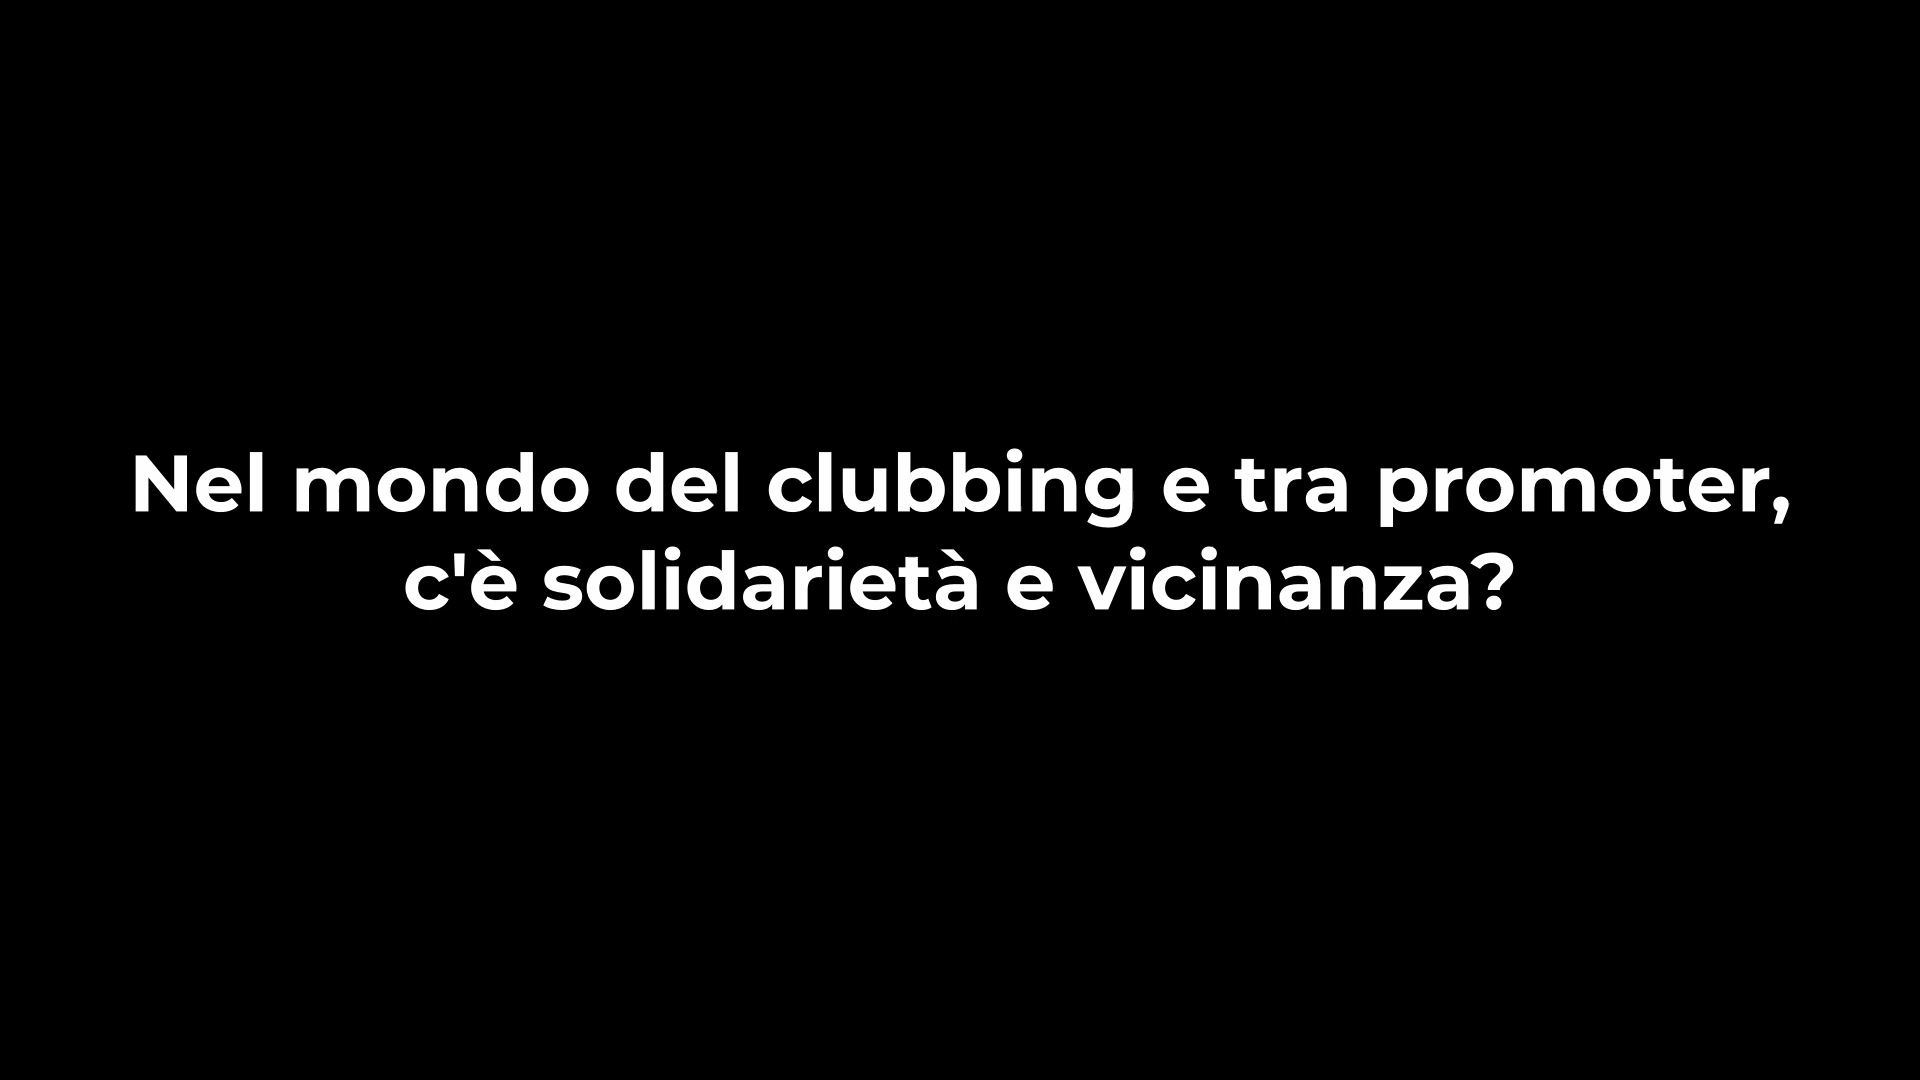 Nel mondo del clubbing e tra promoter,
c'è solidarietà e vicinanza?